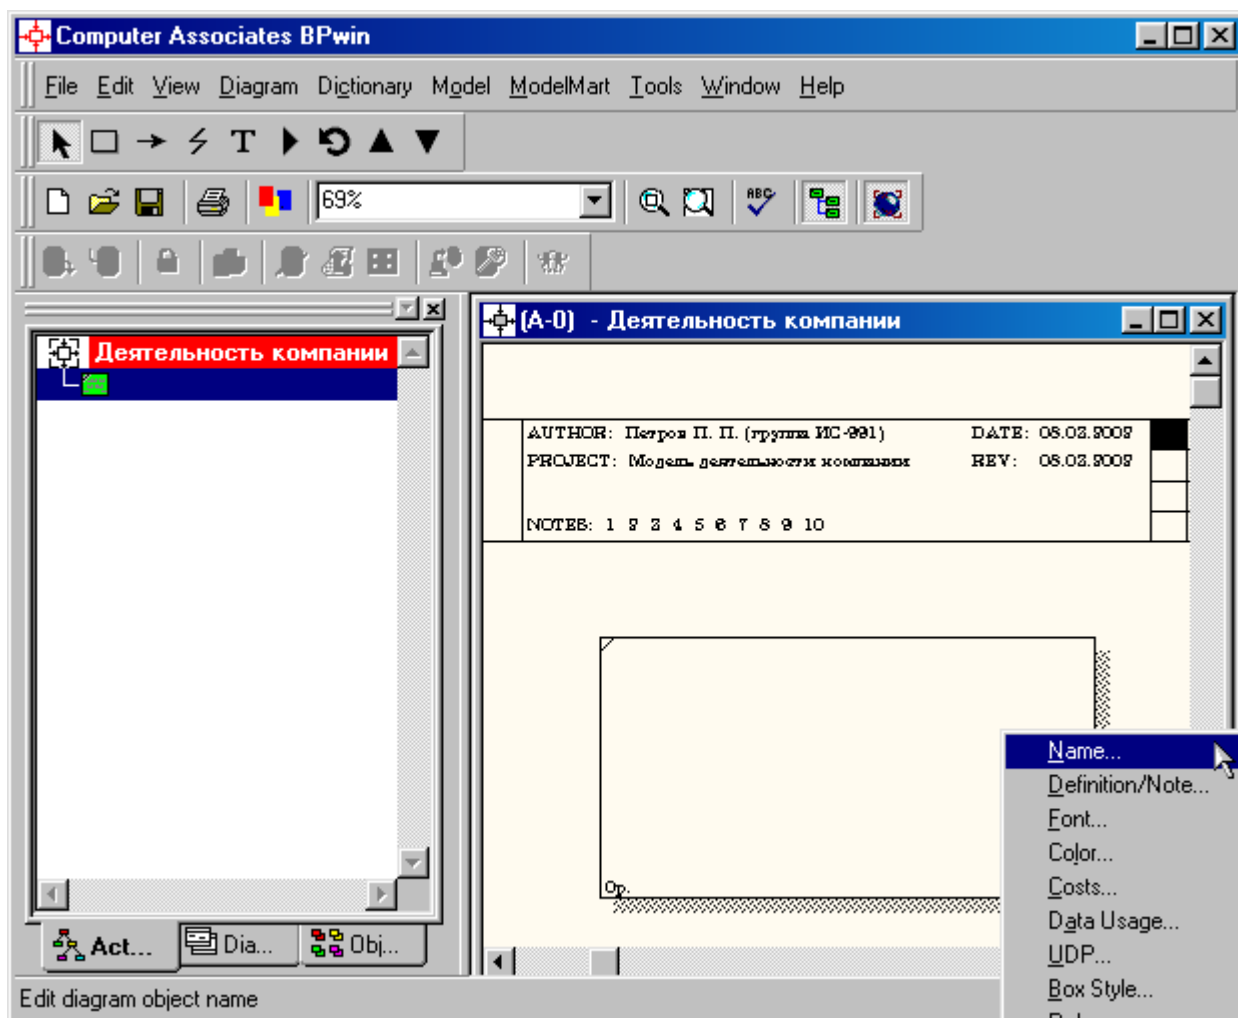 Computer Associates BPwin
File Edit View Diagram Dictionary Model ModelMart Tools Window Help
T
69%
ABC
(A-0) - Деятельность компании
Деятельность компании
AUTHOR: Петров П. П. (группа ИС-991) DATE: 08.02.2002
PROJECT: Модель деятельности компании REV: 08.02.2002
NOTES: 1 2 3 4 5 6 7 8 9 10
0р.
Name...
Definition/Note...
Font...
Color...
Costs...
Data Usage...
UDP...
Box Style...
Act... Dia... Obj...
Edit diagram object name